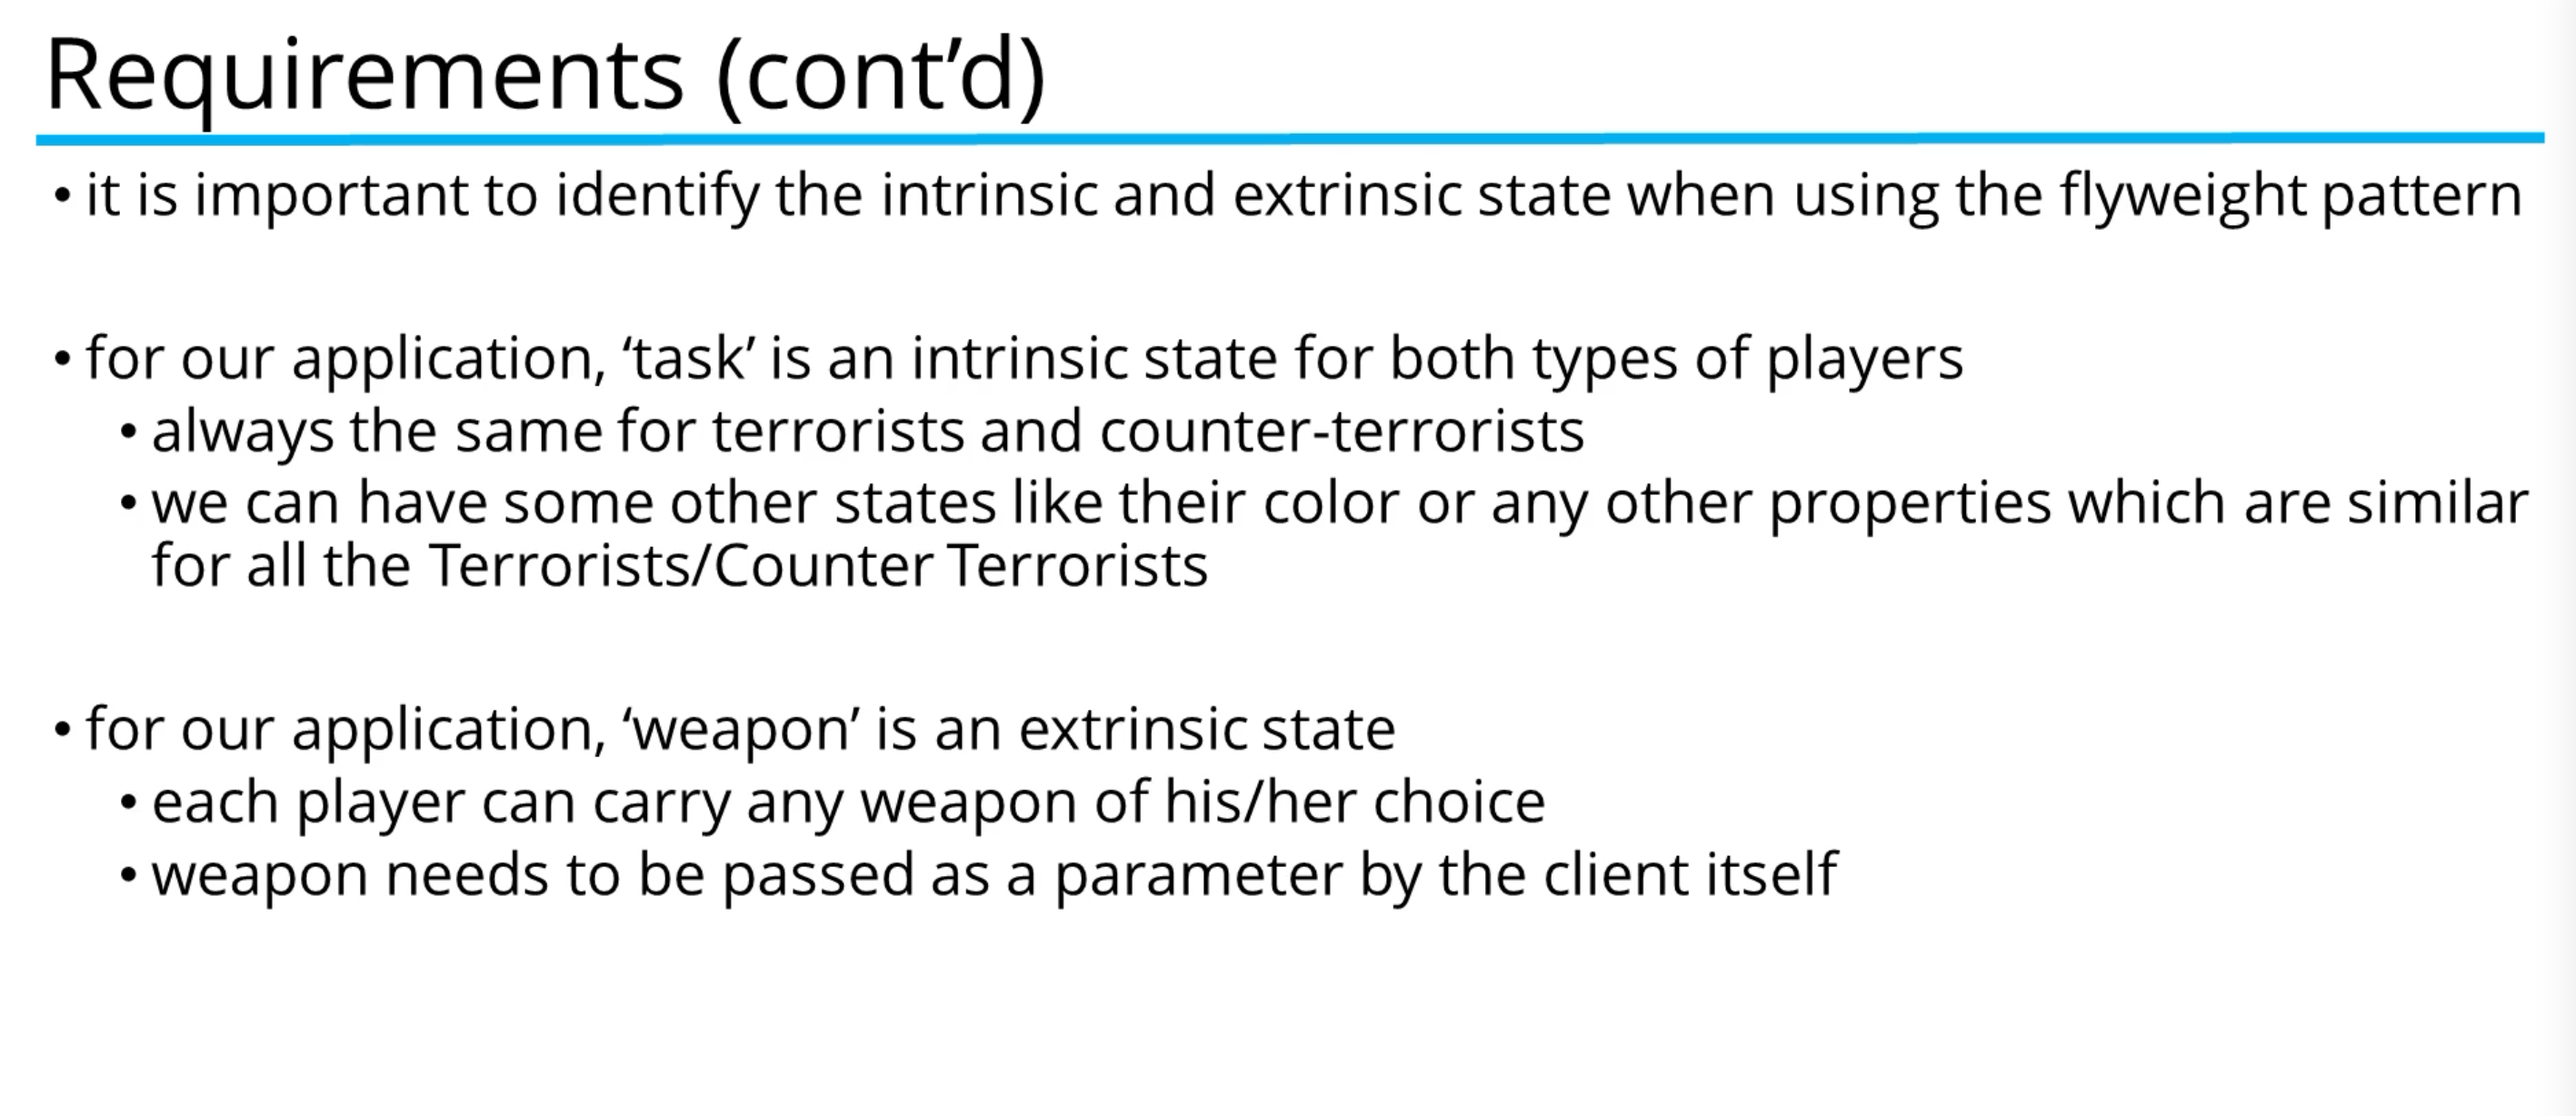 Requirements (cont’d)
• it is important to identify the intrinsic and extrinsic state when using the flyweight pattern
• for our application, ‘task’ is an intrinsic state for both types of players
• always the same for terrorists and counter-terrorists
• we can have some other states like their color or any other properties which are similar
for all the Terrorists/Counter Terrorists
• for our application, ‘weapon’ is an extrinsic state
• each player can carry any weapon of his/her choice
• weapon needs to be passed as a parameter by the client itself